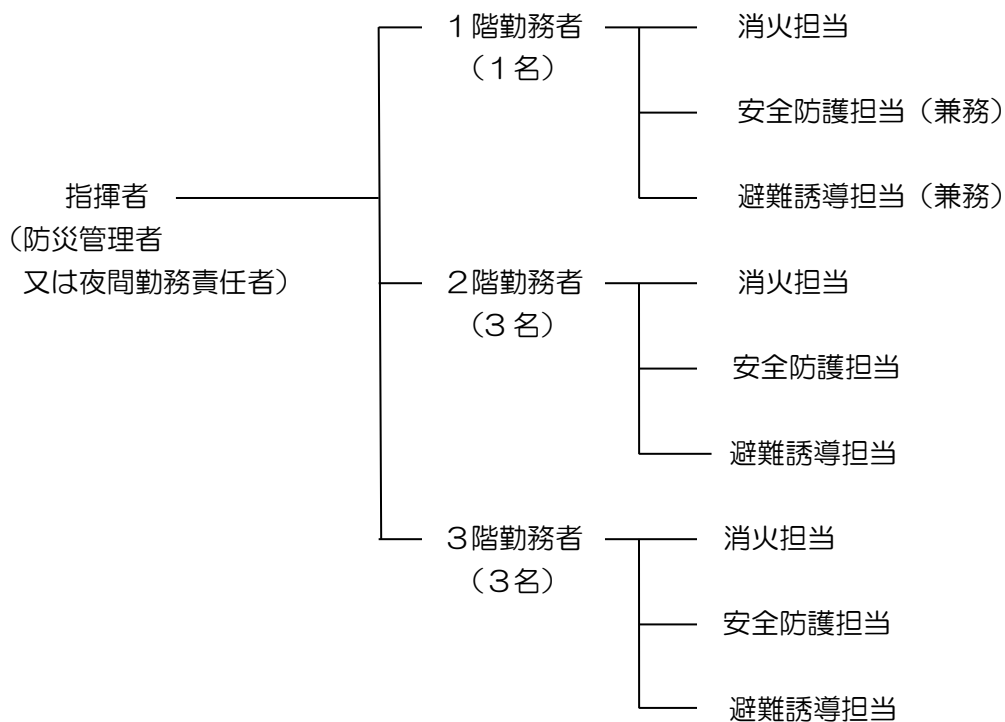 １階勤務者
（１名）
消火担当
安全防護担当（兼務）
避難誘導担当（兼務）
指揮者
（防災管理者
又は夜間勤務責任者）
２階勤務者
（３名）
消火担当
安全防護担当
避難誘導担当
３階勤務者
（３名）
消火担当
安全防護担当
避難誘導担当